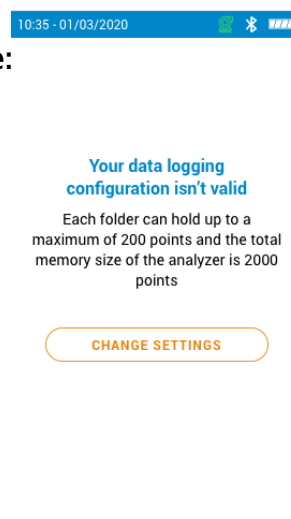 10:35 - 01/03/2020
e:
Your data logging
configuration isn't valid
Each folder can hold up to a
maximum of 200 points and the total
memory size of the analyzer is 2000
points
CHANGE SETTINGS